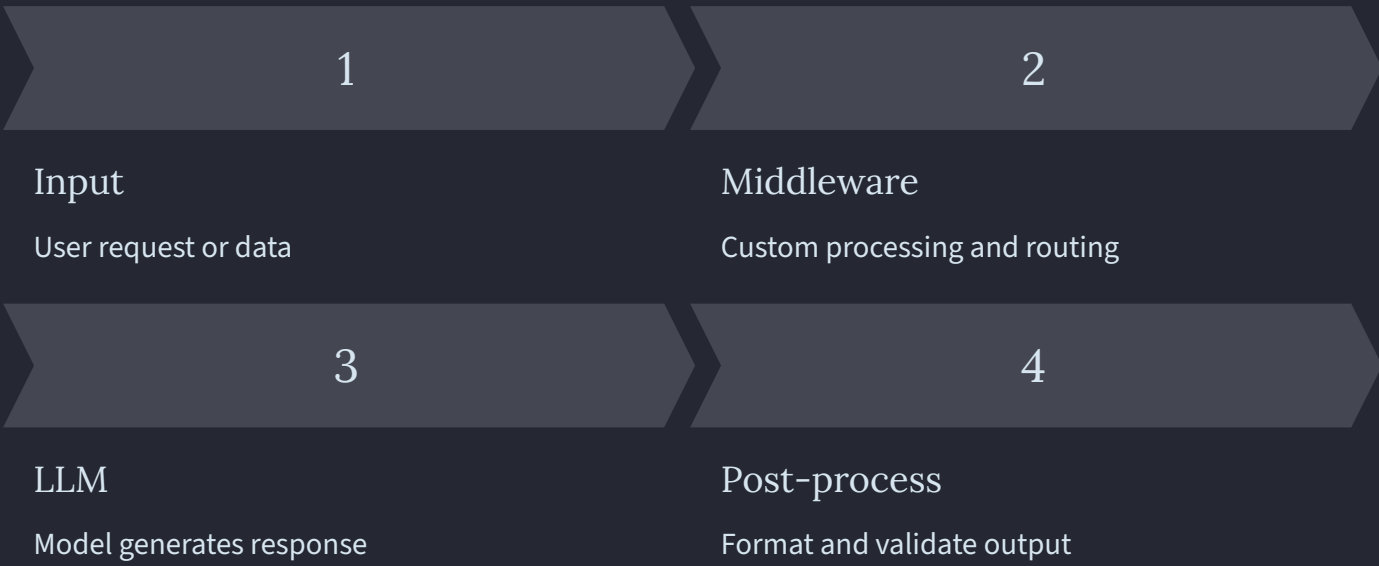 1
Input
User request or data
2
Middleware
Custom processing and routing
3
LLM
Model generates response
4
Post-process
Format and validate output